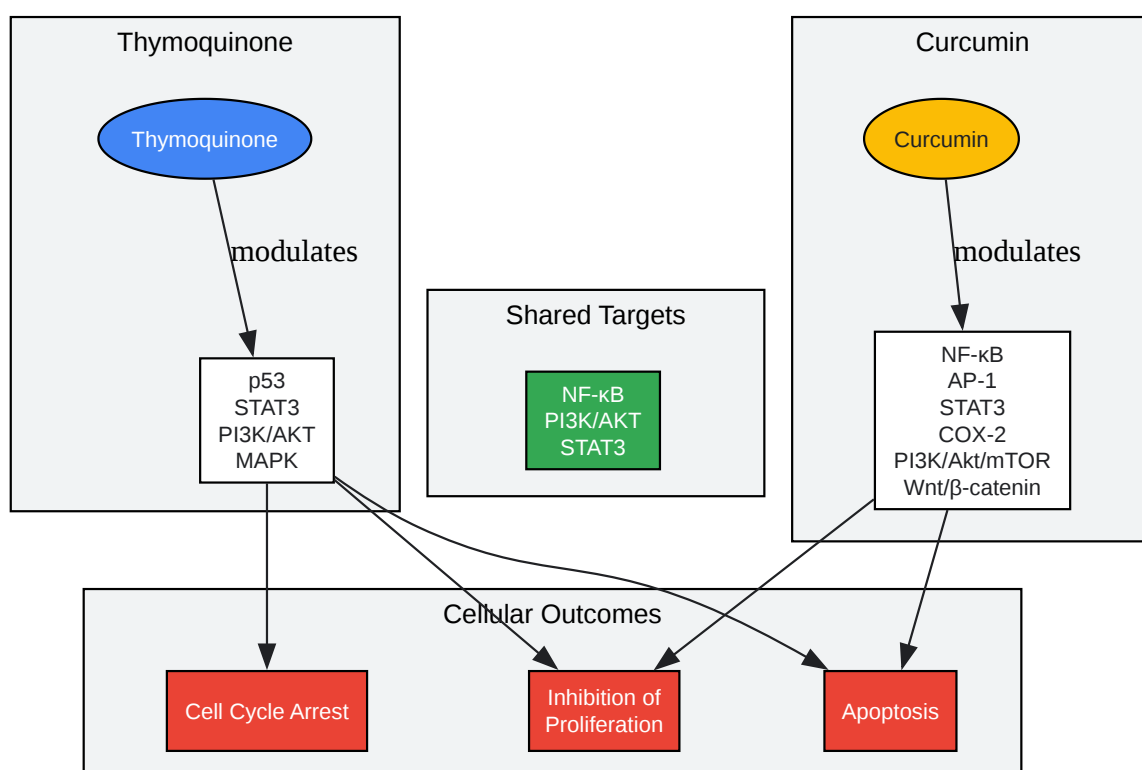 Thymoquinone
Thymoquinone
modulates
p53
STAT3
PI3K/AKT
MAPK
Shared Targets
NF-κB
PI3K/AKT
STAT3
Curcumin
Curcumin
modulates
NF-κB
AP-1
STAT3
COX-2
PI3K/Akt/mTOR
Wnt/β-catenin
Cellular Outcomes
Cell Cycle Arrest
Inhibition of
Proliferation
Apoptosis